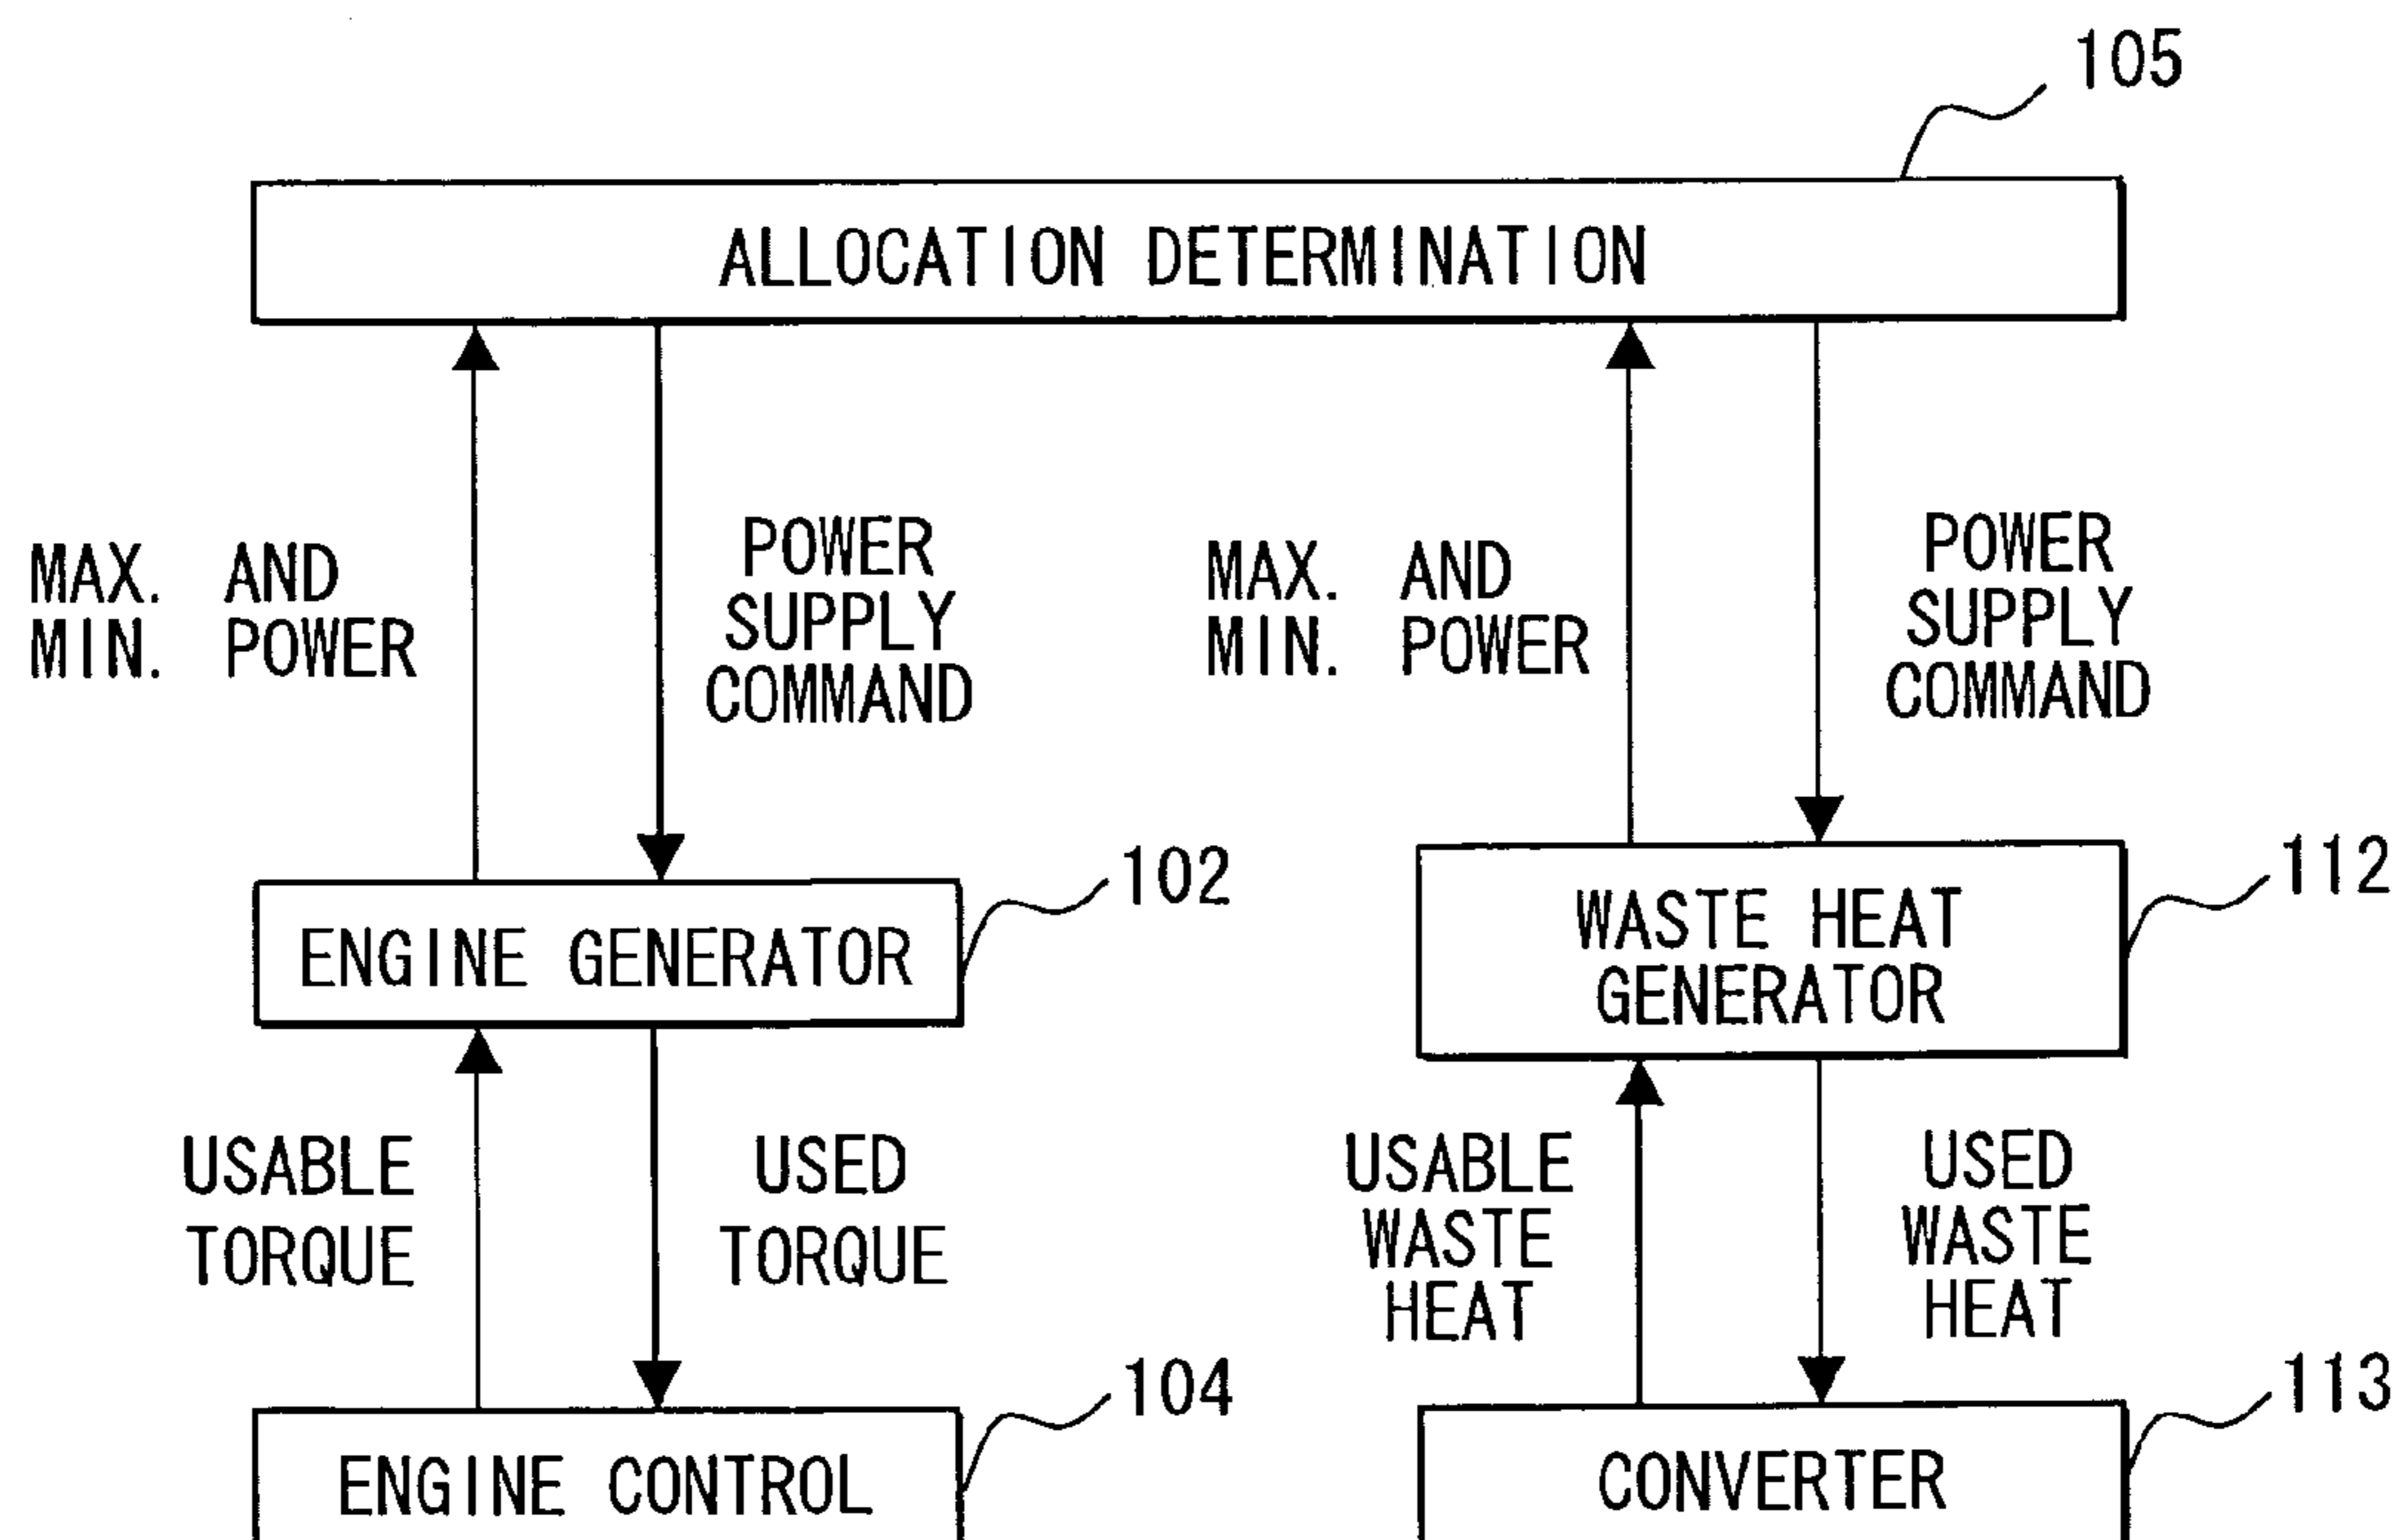 105
ALLOCATION DETERMINATION
MAX. AND
MIN. POWER
POWER
SUPPLY
COMMAND
MAX. AND
MIN. POWER
POWER
SUPPLY
COMMAND
102
ENGINE GENERATOR
112
WASTE HEAT
GENERATOR
USABLE
TORQUE
USED
TORQUE
USABLE
WASTE
HEAT
USED
WASTE
HEAT
104
ENGINE CONTROL
113
CONVERTER